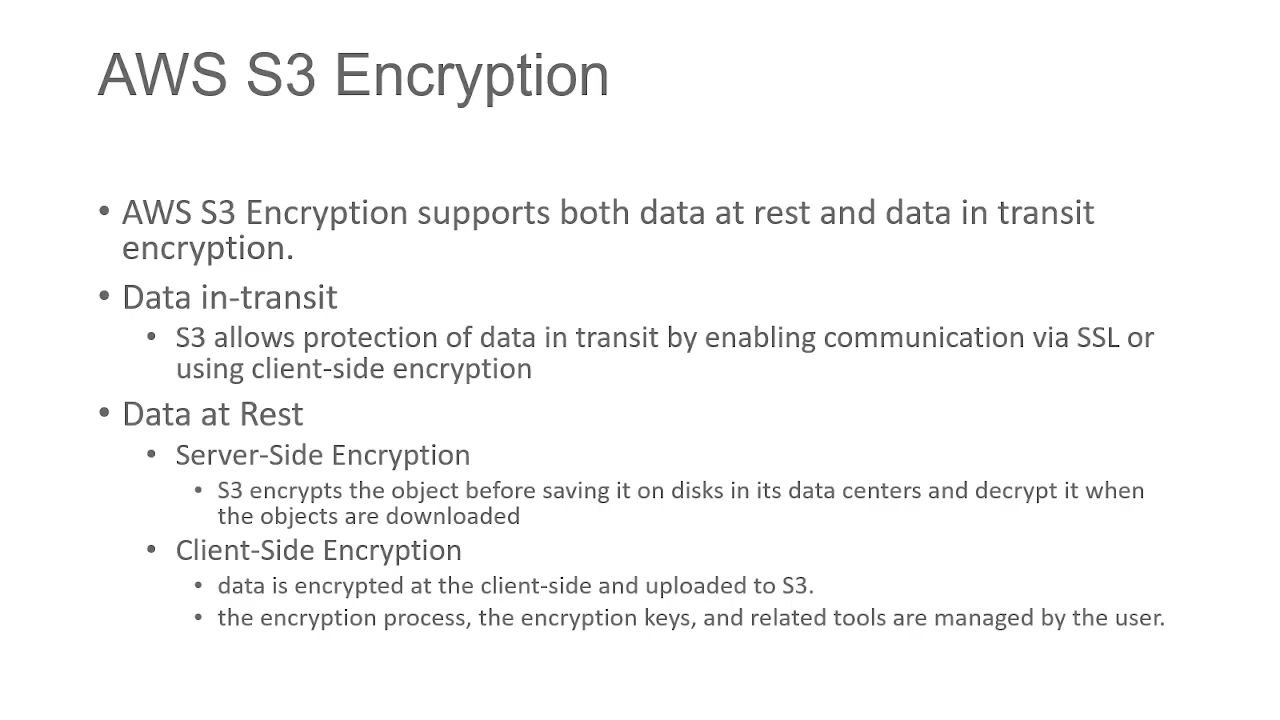 AWS S3 Encryption
• AWS S3 Encryption supports both data at rest and data in transit
encryption.
• Data in-transit
• S3 allows protection of data in transit by enabling communication via SSL or
using client-side encryption
• Data at Rest
• Server-Side Encryption
• S3 encrypts the object before saving it on disks in its data centers and decrypt it when
the objects are downloaded
• Client-Side Encryption
• data is encrypted at the client-side and uploaded to S3.
• the encryption process, the encryption keys, and related tools are managed by the user.